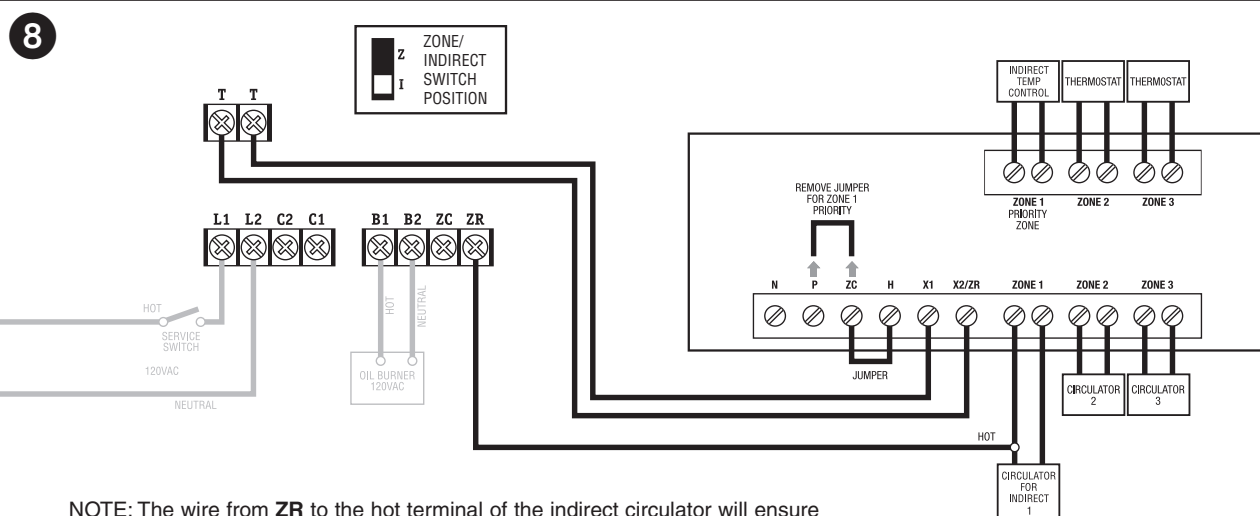 8
Z
I
ZONE/
INDIRECT
SWITCH
POSITION
T T
INDIRECT
TEMP
CONTROL
THERMOSTAT
THERMOSTAT
ZONE 1
PRIORITY
ZONE
ZONE 2
ZONE 3
REMOVE JUMPER
FOR ZONE 1
PRIORITY
L1 L2 C2 C1
B1 B2 ZC ZR
N P ZC H X1 X2/ZR ZONE 1 ZONE 2 ZONE 3
HOT
SERVICE
SWITCH
120VAC
NEUTRAL
HOT
NEUTRAL
OIL BURNER
120VAC
JUMPER
CIRCULATOR
2
CIRCULATOR
3
HOT
CIRCULATOR
FOR
INDIRECT
1
NOTE: The wire from ZR to the hot terminal of the indirect circulator will ensure